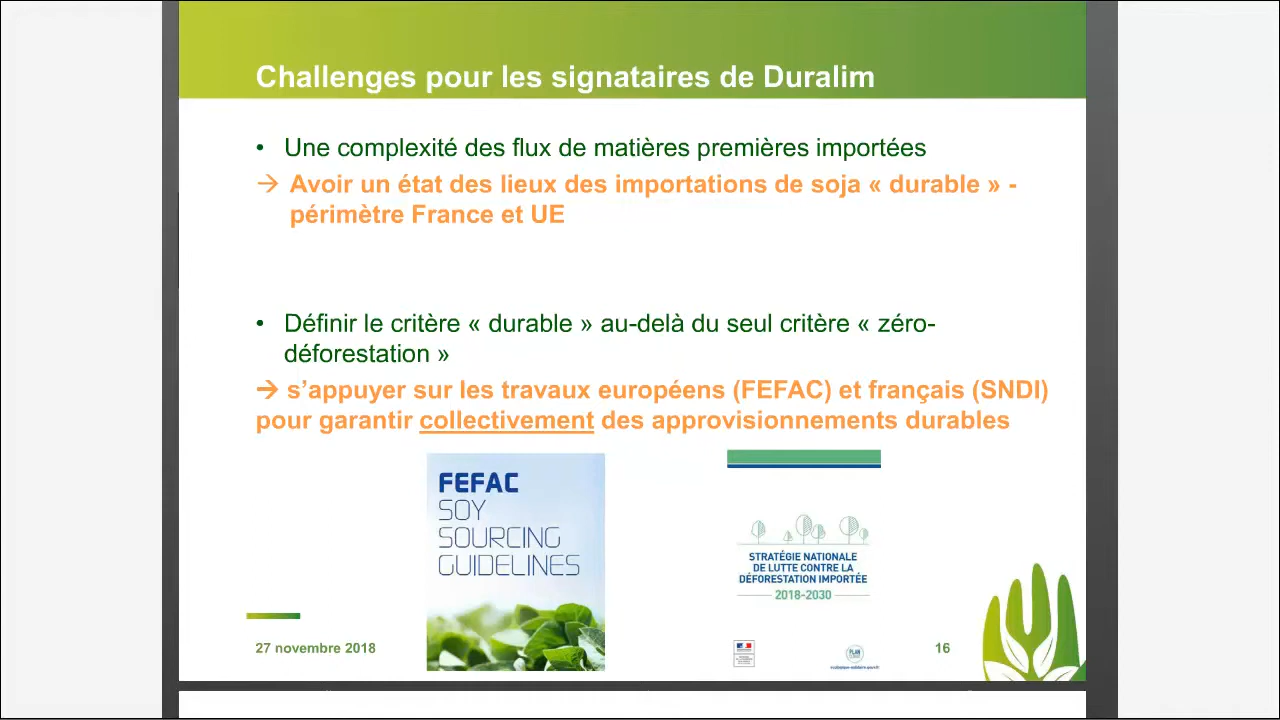 Challenges pour les signataires de Duralim
• Une complexité des flux de matières premières importées
→ Avoir un état des lieux des importations de soja « durable » -
périmètre France et UE
• Définir le critère « durable » au-delà du seul critère « zéro-
déforestation »
→ s’appuyer sur les travaux européens (FEFAC) et français (SNDI)
pour garantir collectivement des approvisionnements durables
FEFAC
SOY
SOURCING
GUIDELINES
STRATÉGIE NATIONALE
DE LUTTE CONTRE LA
DÉFORESTATION IMPORTÉE
2018-2030
PLAN
27 novembre 2018
16